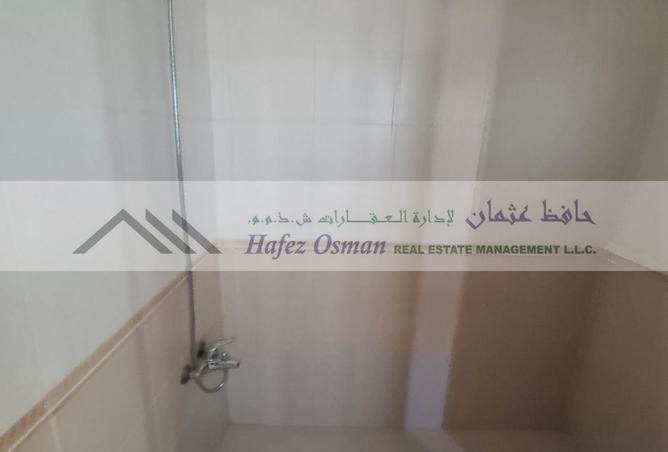 حافظ عثمان لإدارة العقارات ش.ذ.م.م.
Hafez Osman REAL ESTATE MANAGEMENT L.L.C.